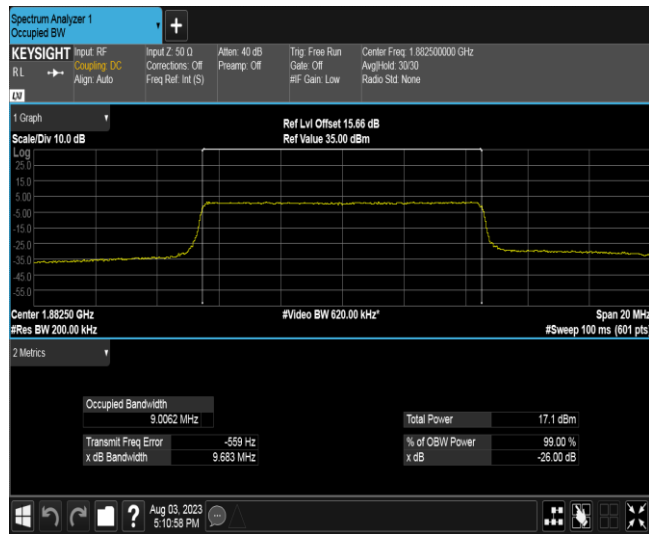 Spectrum Analyzer 1
Occupied BW
+
KEYSIGHT
RL
LXI
Input: RF
Coupling: DC
Align: Auto
Input Z: 50 Ω
Corrections: Off
Freq Ref: Int (S)
Atten: 40 dB
Preamp: Off
Trig: Free Run
Gate: Off
#IF Gain: Low
Center Freq: 1.882500000 GHz
Avg|Hold: 30/30
Radio Std: None
1 Graph
Scale/Div 10.0 dB
Ref Lvl Offset 15.66 dB
Ref Value 35.00 dBm
Log
25.0
15.0
5.00
-5.00
-15.0
-25.0
-35.0
-45.0
-55.0
Center 1.88250 GHz
#Video BW 620.00 kHz*
Span 20 MHz
#Res BW 200.00 kHz
#Sweep 100 ms (601 pts)
2 Metrics
Occupied Bandwidth
9.0062 MHz
Total Power 17.1 dBm
Transmit Freq Error -559 Hz
% of OBW Power 99.00 %
x dB Bandwidth 9.683 MHz
x dB -26.00 dB
?
Aug 03, 2023
5:10:58 PM